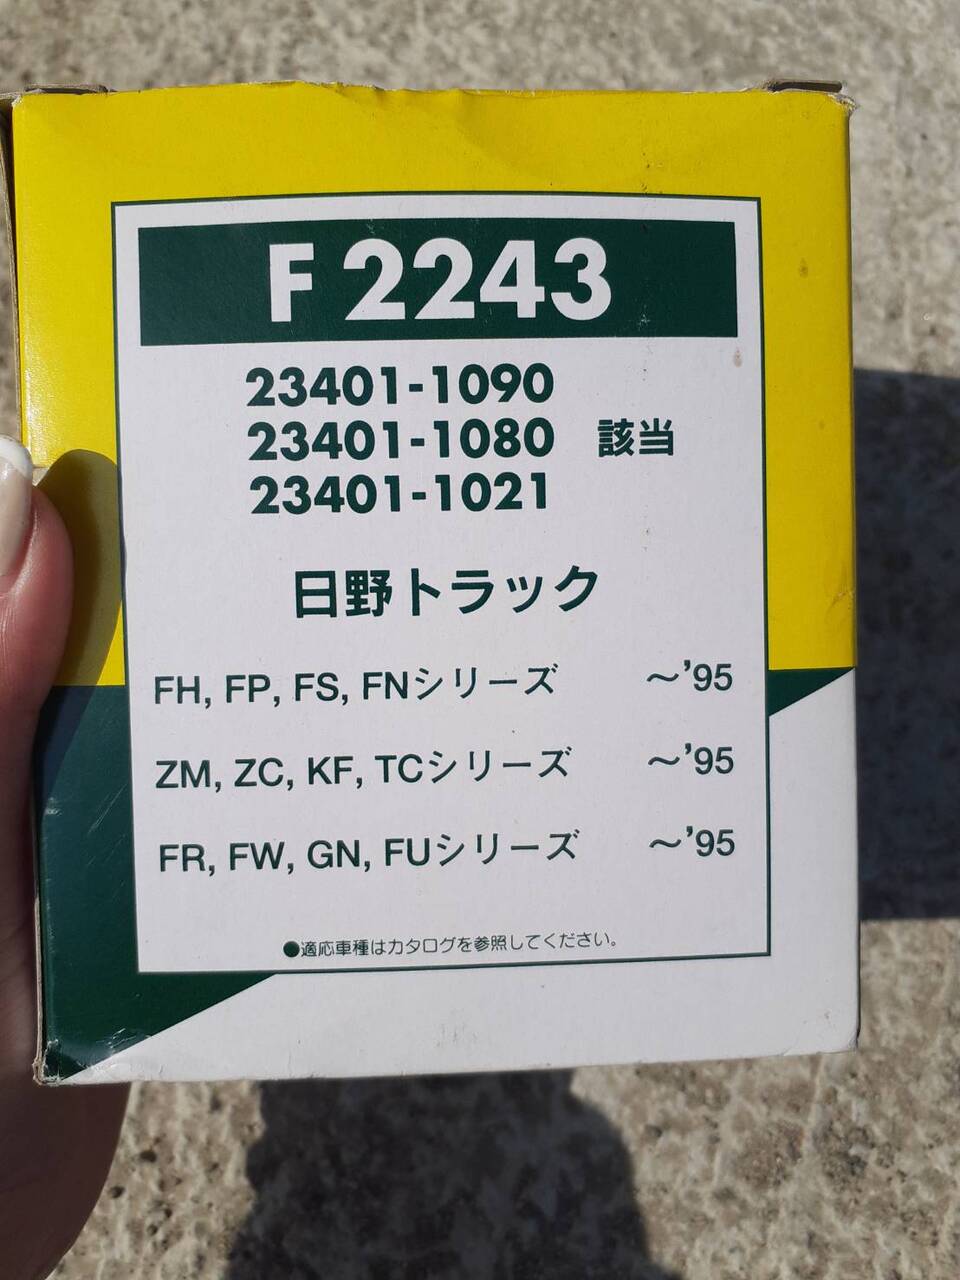 F 2243
23401-1090
23401-1080 該当
23401-1021
日野トラック
FH, FP, FS, FNシリーズ ～'95
ZM, ZC, KF, TCシリーズ ～'95
FR, FW, GN, FUシリーズ ～'95
●適応車種はカタログを参照してください。